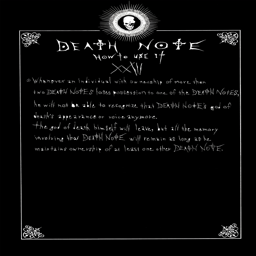 DEATH NOTE
HOW TO USE IT
XXIV
Whenever an individual with ownership of more than
two DEATH NOTES loses possession to one of the DEATH NOTES,
he will not be able to recognize that DEATH NOTE'S god of
death's appearance or voice anymore.
The god of death himself will leave, but all the memory
involving that DEATH NOTE will remain as long as he
maintains ownership of at least one other DEATH NOTE.